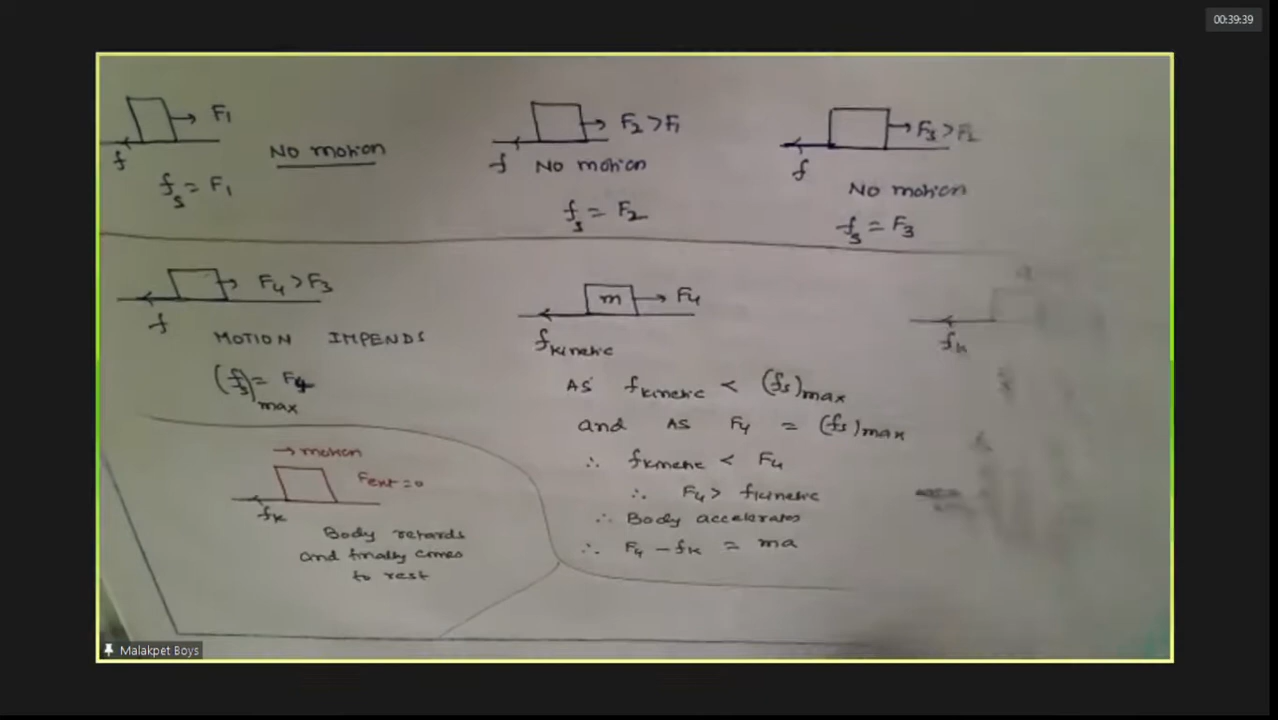 00:39:39
F1
f
No motion
fs = F1
F2 > F1
f
No motion
fs = F2
F3 > F2
f
No motion
fs = F3
F4 > F3
f
MOTION IMPENDS
(fs)max = F4
m
F4
fkinetic
As fkinetic < (fs)max
and As F4 = (fs)max
∴ fkinetic < F4
∴ F4 > fkinetic
∴ Body accelerates
∴ F4 - fk = ma
fk
→ motion
Fext = 0
fk
Body retards
and finally comes
to rest
Malakpet Boys